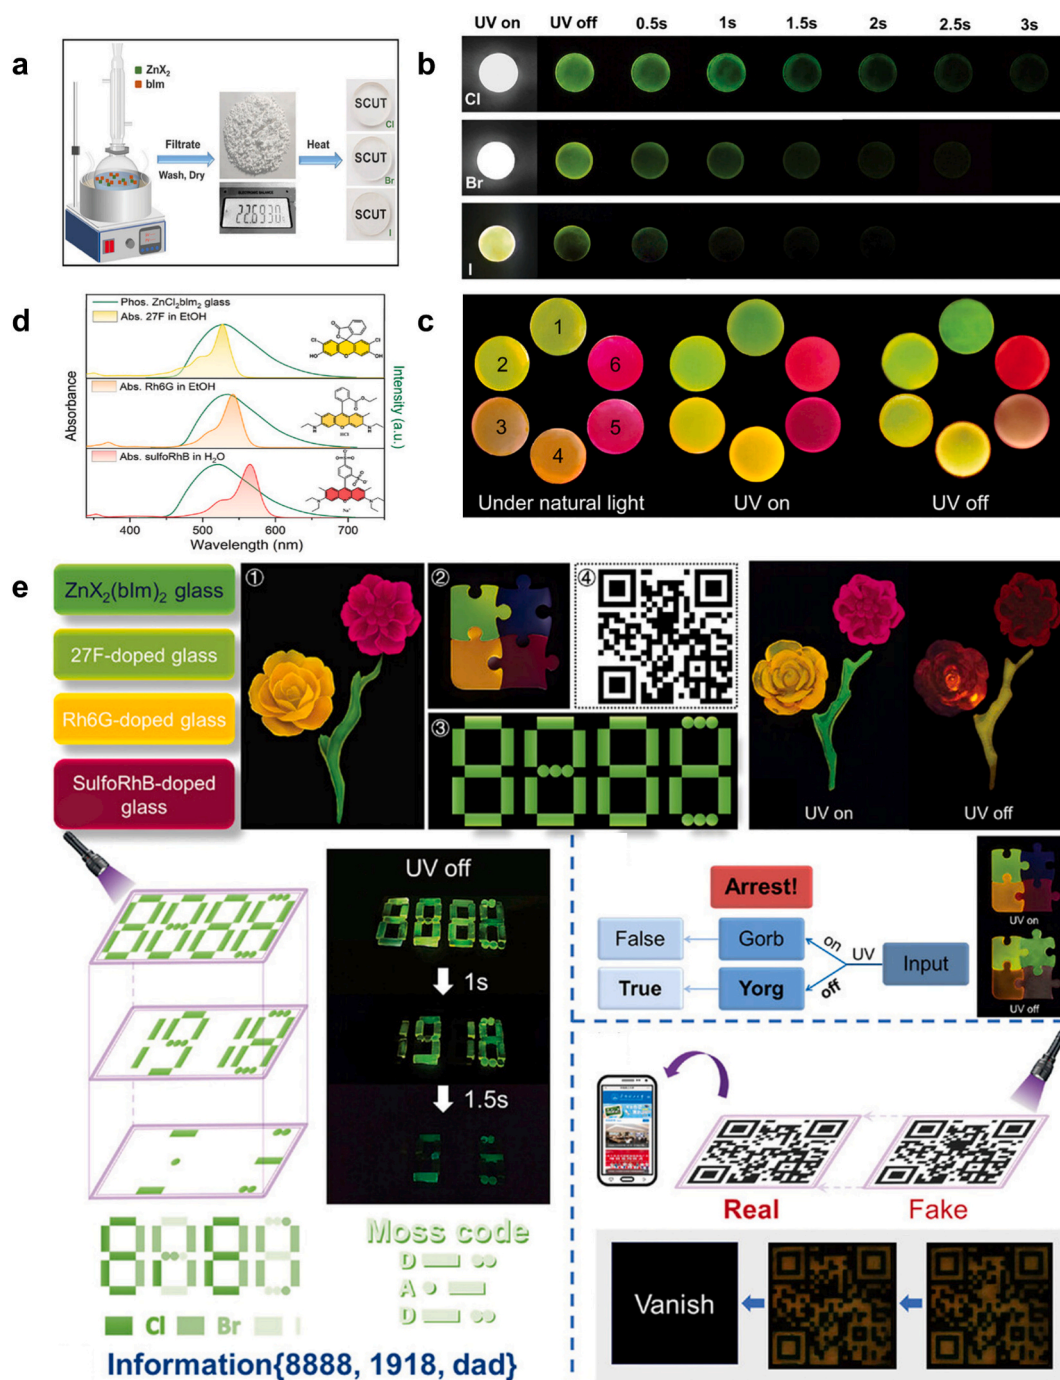 a
ZnX2
bIm
Filtrate
Wash, Dry
Heat
SCUT
Cl
SCUT
Br
SCUT
I
ELECTRONIC BALANCE
22.6930
b
UV on
UV off
0.5s
1s
1.5s
2s
2.5s
3s
Cl
Br
I
d
Phos. ZnCl2bIm2 glass
Abs. 27F in EtOH
Abs. Rh6G in EtOH
Abs. sulfoRhB in H2O
Absorbance
Intensity (a.u.)
400
500
600
700
Wavelength (nm)
c
1
2
3
4
5
6
Under natural light
UV on
UV off
e
ZnX2(bIm)2 glass
27F-doped glass
Rh6G-doped glass
SulfoRhB-doped
glass
①
②
③
④
UV on
UV off
UV off
1s
1.5s
Arrest!
False
Gorb
True
Yorg
on
UV
off
Input
UV on
UV off
Real
Fake
Vanish
Cl
Br
I
Moss code
D
A
D
Information{8888, 1918, dad}